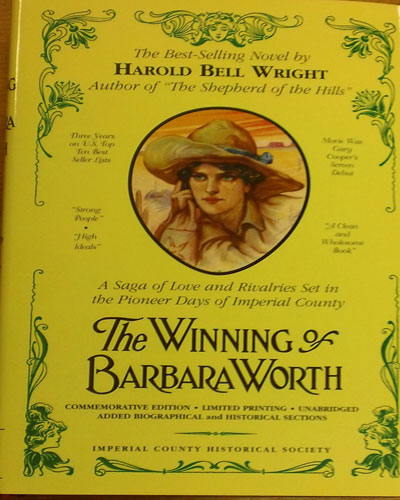 The Best-Selling Novel by
HAROLD BELL WRIGHT
Author of "The Shepherd of the Hills"
Three Years
on U.S. Top
Ten Best
Seller Lists
Movie Was
Gary
Cooper's
Screen
Debut
"Strong
People"
•
"High
Ideals"
"A Clean
and
Wholesome
Book"
A Saga of Love and Rivalries Set in
the Pioneer Days of Imperial County
The WINNING of
BARBARA WORTH
COMMEMORATIVE EDITION • LIMITED PRINTING • UNABRIDGED
ADDED BIOGRAPHICAL and HISTORICAL SECTIONS
IMPERIAL COUNTY HISTORICAL SOCIETY